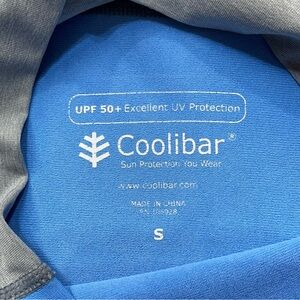 UPF 50+ Excellent UV Protection
Coolibar®
Sun Protection You Wear
www.coolibar.com
MADE IN CHINA
S